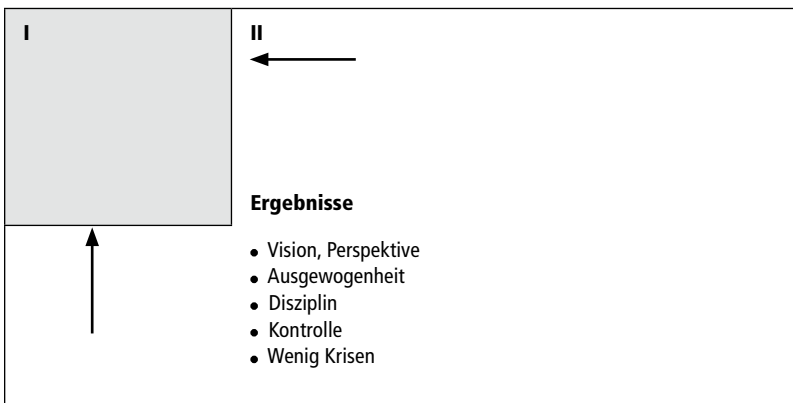 I
II
Ergebnisse
• Vision, Perspektive
• Ausgewogenheit
• Disziplin
• Kontrolle
• Wenig Krisen